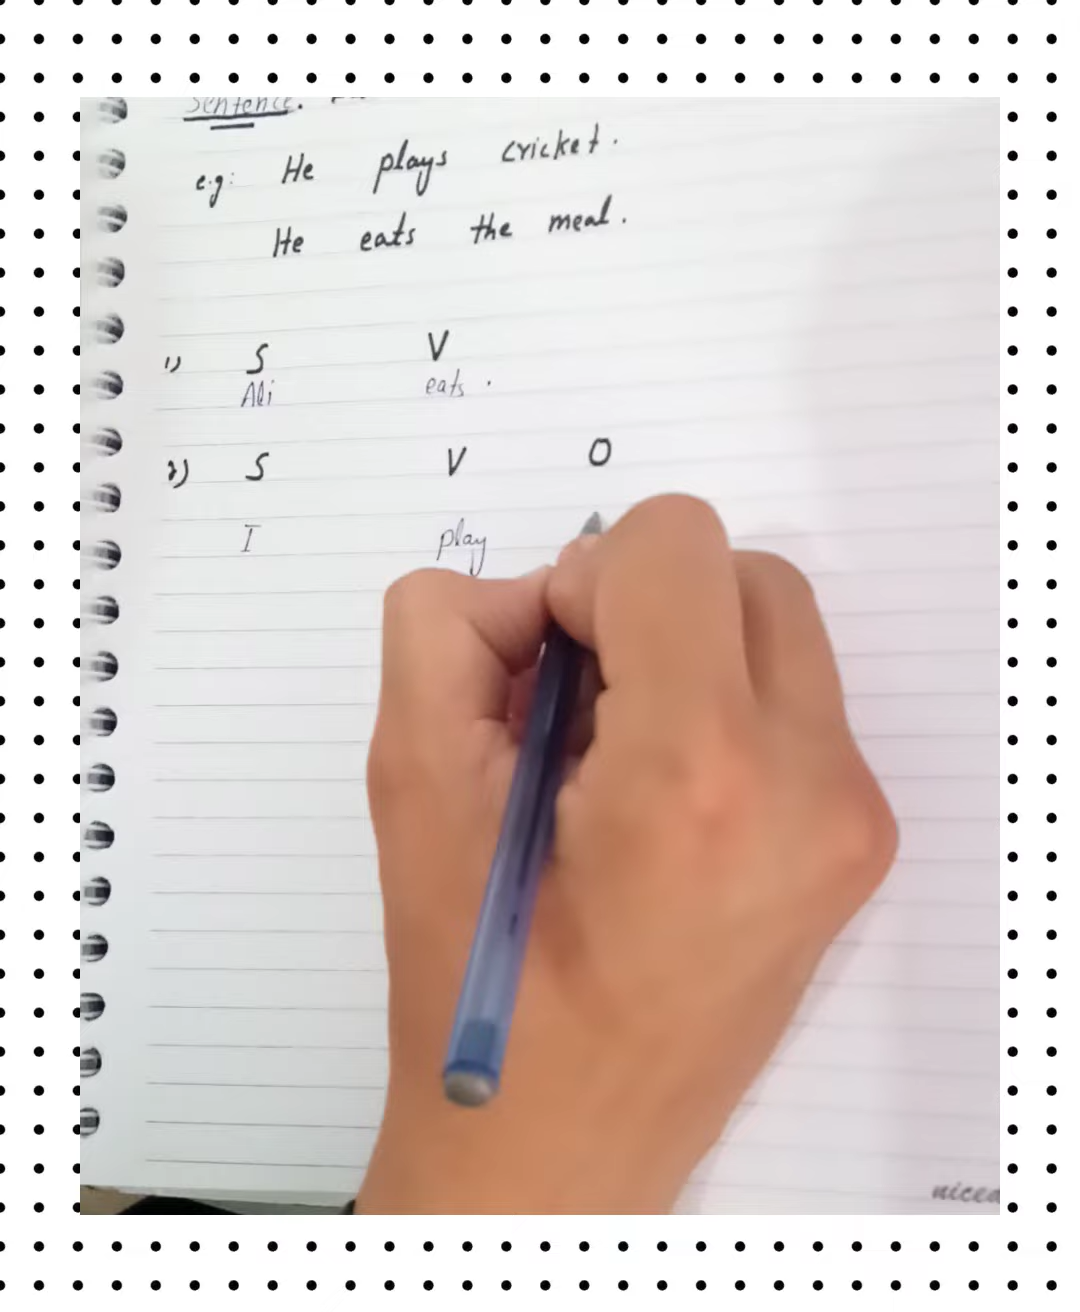 Sentence.
e.g: He plays cricket.
He eats the meal.
1) S V
Ali eats.
2) S V O
I play